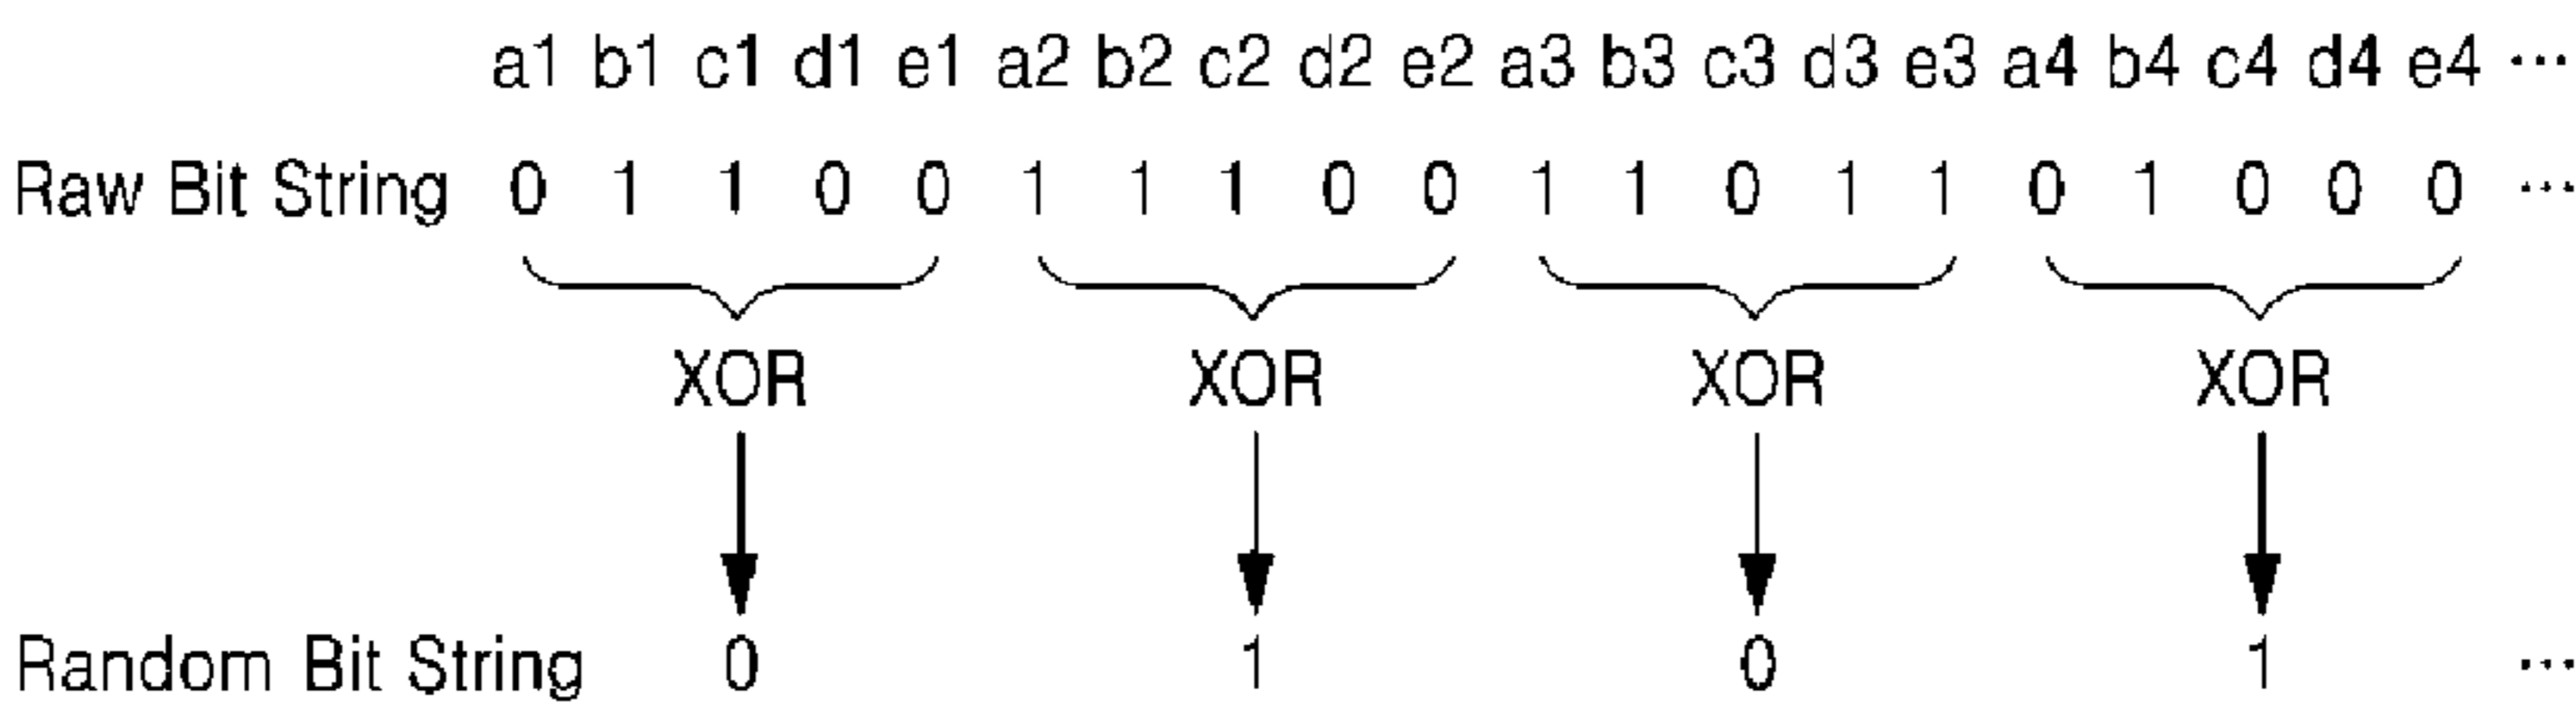 a1 b1 c1 d1 e1 a2 b2 c2 d2 e2 a3 b3 c3 d3 e3 a4 b4 c4 d4 e4 ···
Raw Bit String 0 1 1 0 0 1 1 1 0 0 1 1 0 1 1 0 1 0 0 0 ···
XOR XOR XOR XOR
Random Bit String 0 1 0 1 ···